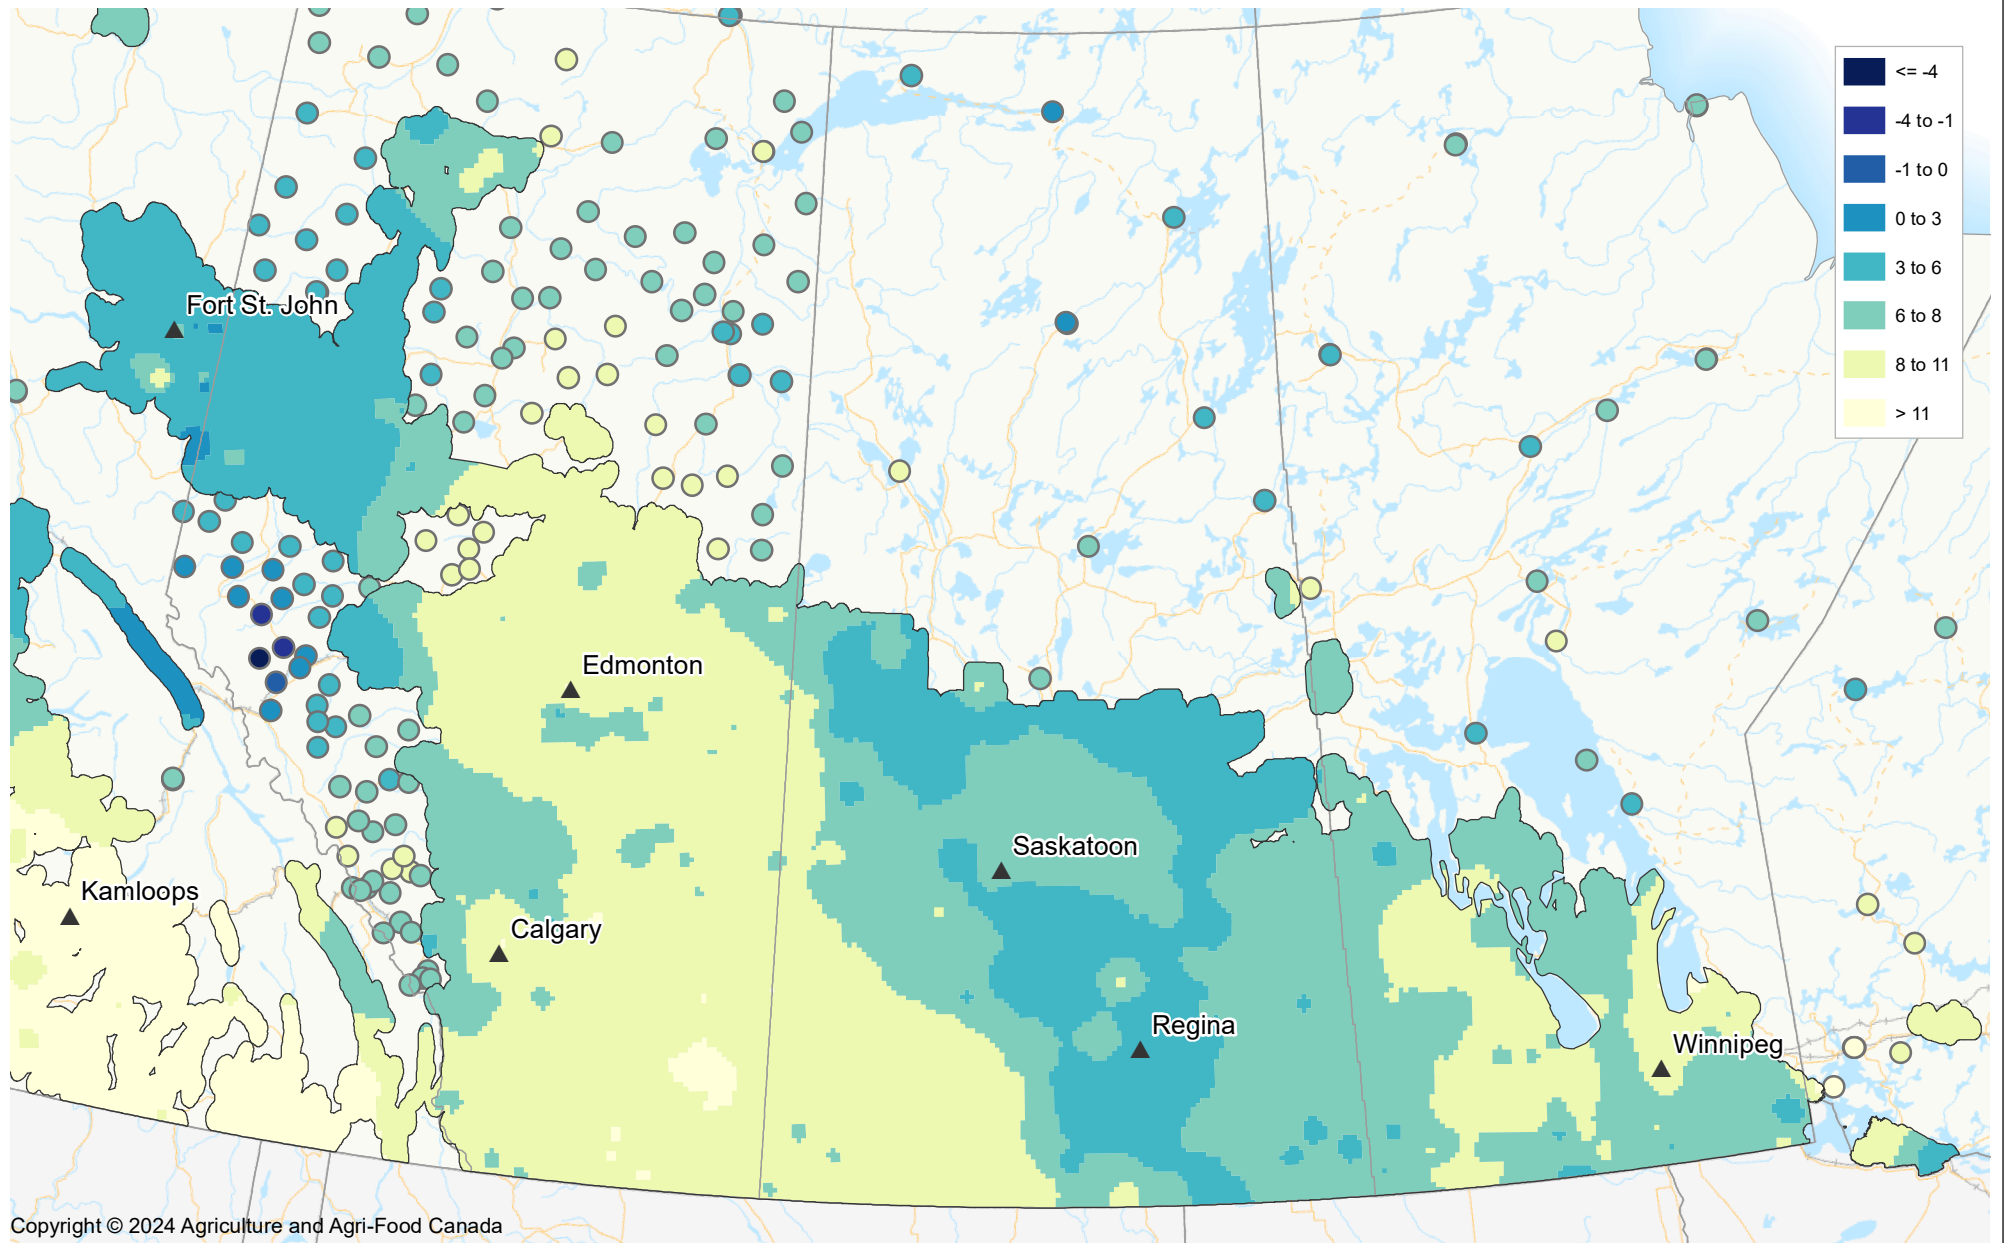 <= -4
-4 to -1
-1 to 0
0 to 3
3 to 6
6 to 8
8 to 11
> 11
Fort St. John
Edmonton
Saskatoon
Kamloops
Calgary
Regina
Winnipeg
Copyright © 2024 Agriculture and Agri-Food Canada